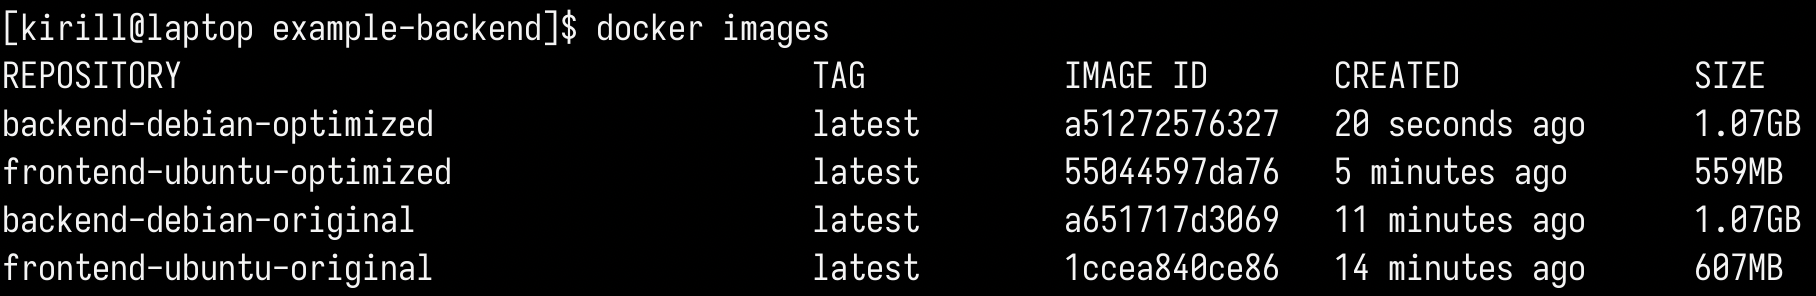 [kirill@laptop example-backend]$ docker images
REPOSITORY TAG IMAGE ID CREATED SIZE
backend-debian-optimized latest a51272576327 20 seconds ago 1.07GB
frontend-ubuntu-optimized latest 55044597da76 5 minutes ago 559MB
backend-debian-original latest a651717d3069 11 minutes ago 1.07GB
frontend-ubuntu-original latest 1ccea840ce86 14 minutes ago 607MB